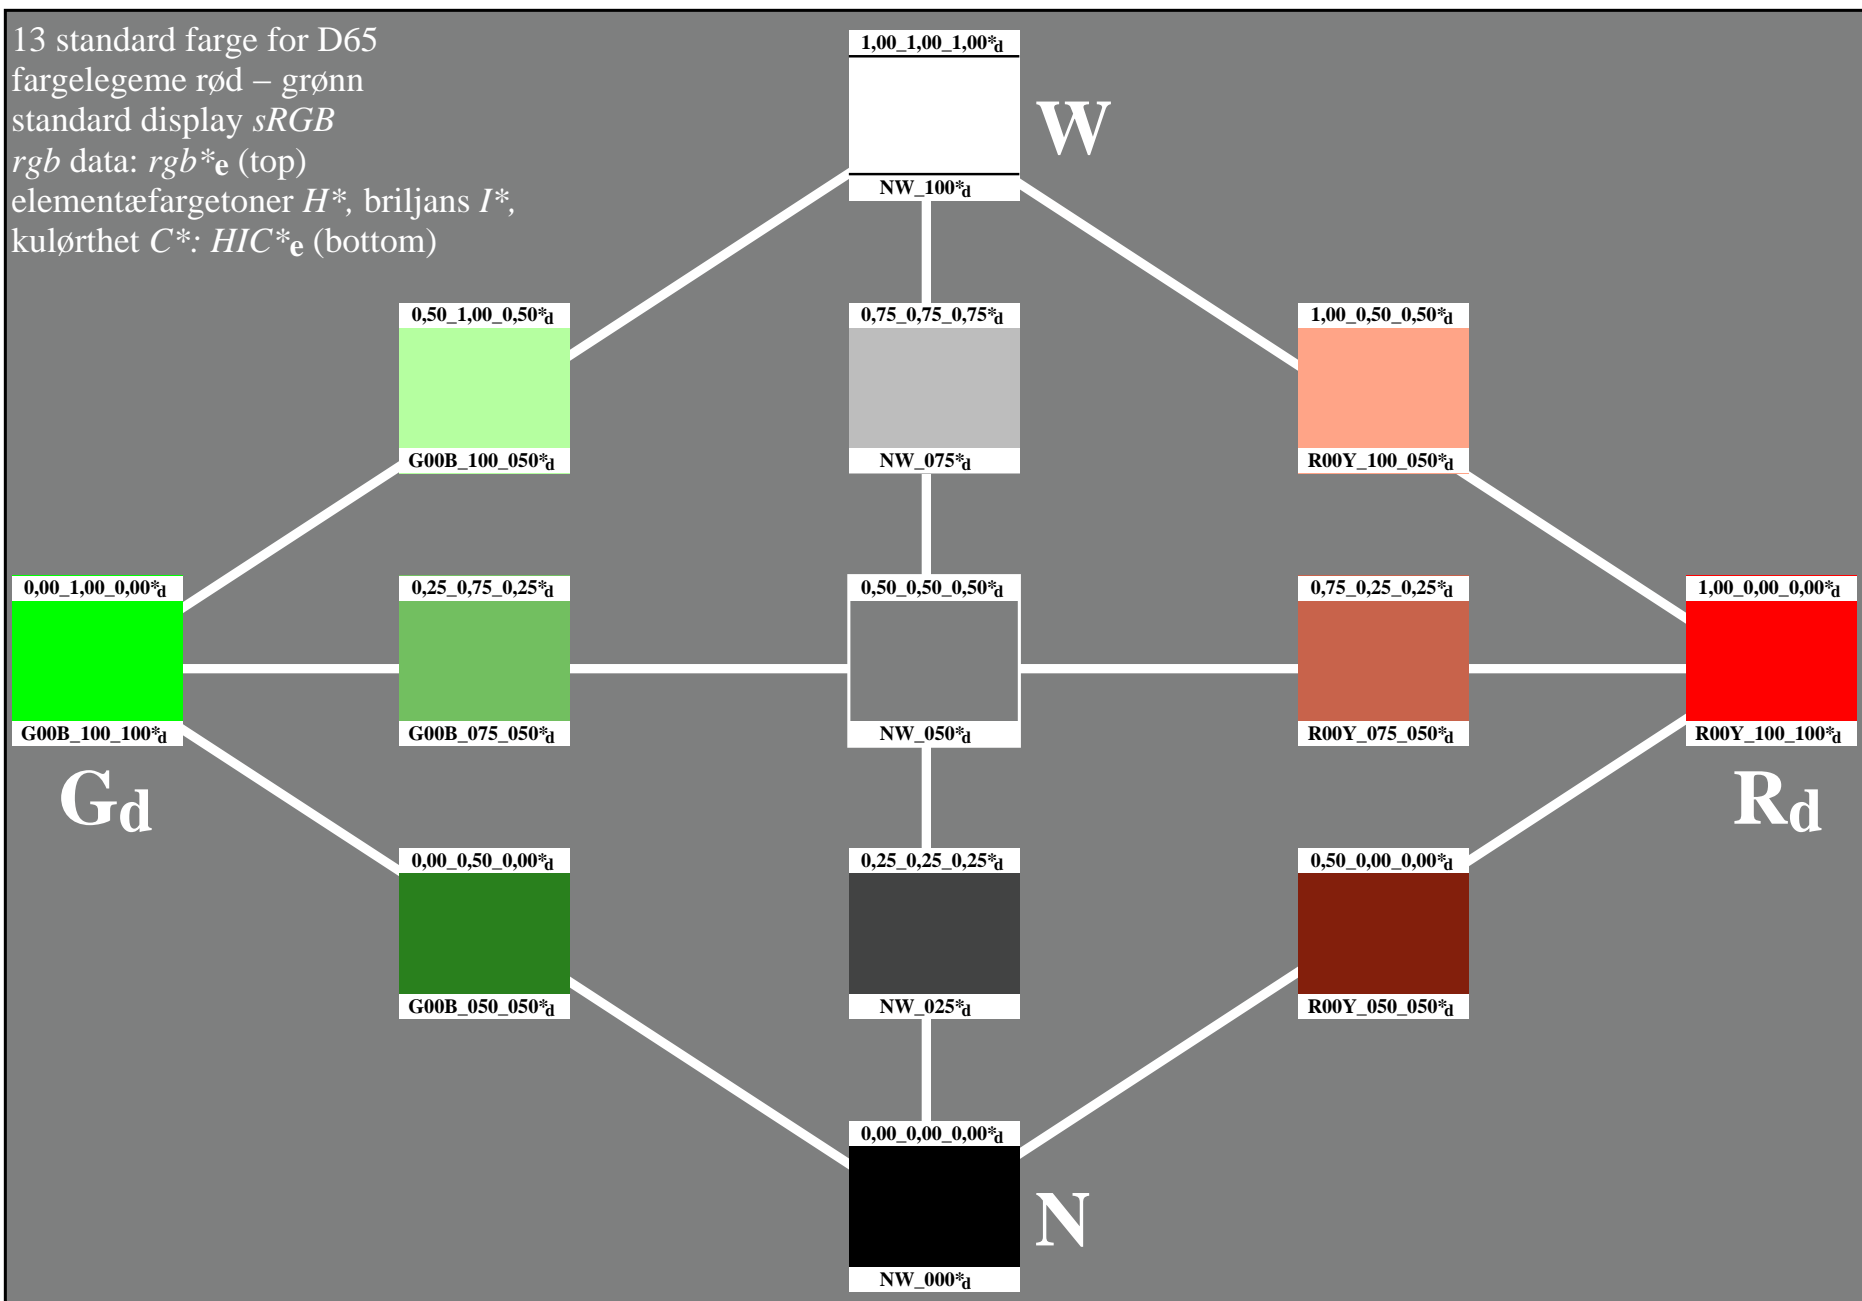 13 standard farge for D65
fargelegeme rød – grønn
standard display sRGB
rgb data: rgb*e (top)
elementæfargetoner H*, briljans I*,
kulørthet C*: HIC*e (bottom)
1,00_1,00_1,00*d
W
NW_100*d
0,50_1,00_0,50*d
0,75_0,75_0,75*d
1,00_0,50_0,50*d
G00B_100_050*d
NW_075*d
R00Y_100_050*d
0,00_1,00_0,00*d
0,25_0,75_0,25*d
0,50_0,50_0,50*d
0,75_0,25_0,25*d
1,00_0,00_0,00*d
G00B_100_100*d
G00B_075_050*d
NW_050*d
R00Y_075_050*d
R00Y_100_100*d
Gd
Rd
0,00_0,50_0,00*d
0,25_0,25_0,25*d
0,50_0,00_0,00*d
G00B_050_050*d
NW_025*d
R00Y_050_050*d
0,00_0,00_0,00*d
N
NW_000*d